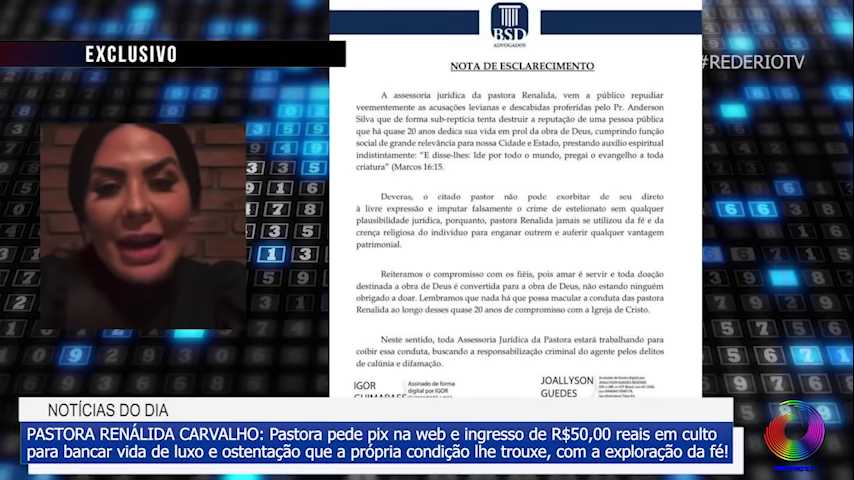 EXCLUSIVO
BSD
ADVOGADOS
#REDERIOTV
NOTA DE ESCLARECIMENTO
A assessoria jurídica da pastora Renalida, vem a público repudiar
veementemente as acusações levianas e descabidas proferidas pelo Pr. Anderson
Silva que de forma sub-reptícia tenta destruir a reputação de uma pessoa pública
que há quase 20 anos dedica sua vida em prol da obra de Deus, cumprindo função
social de grande relevância para nossa Cidade e Estado, prestando auxílio espiritual
indistintamente: “E disse-lhes: Ide por todo o mundo, pregai o evangelho a toda
criatura” (Marcos 16:15.
Deveras, o citado pastor não pode exorbitar de seu direto
à livre expressão e imputar falsamente o crime de estelionato sem qualquer
plausibilidade jurídica, porquanto, pastora Renalida jamais se utilizou da fé e da
crença religiosa do indivíduo para enganar outrem e auferir qualquer vantagem
patrimonial.
Reiteramos o compromisso com os fiéis, pois amar é servir e toda doação
destinada a obra de Deus é convertida para a obra de Deus, não estando ninguém
obrigado a doar. Lembramos que nada há que possa macular a conduta das pastora
Renalida ao longo desses quase 20 anos de compromisso com a Igreja de Cristo.
Neste sentido, toda Assessoria Jurídica da Pastora estará trabalhando para
coibir essa conduta, buscando a responsabilização criminal do agente pelos delitos
de calúnia e difamação.
IGOR
GUIMARAES
Assinado de forma
digital por IGOR
JOALLYSON
GUEDES
NOTÍCIAS DO DIA
PASTORA RENÁLIDA CARVALHO: Pastora pede pix na web e ingresso de R$50,00 reais em culto
para bancar vida de luxo e ostentação que a própria condição lhe trouxe, com a exploração da fé!